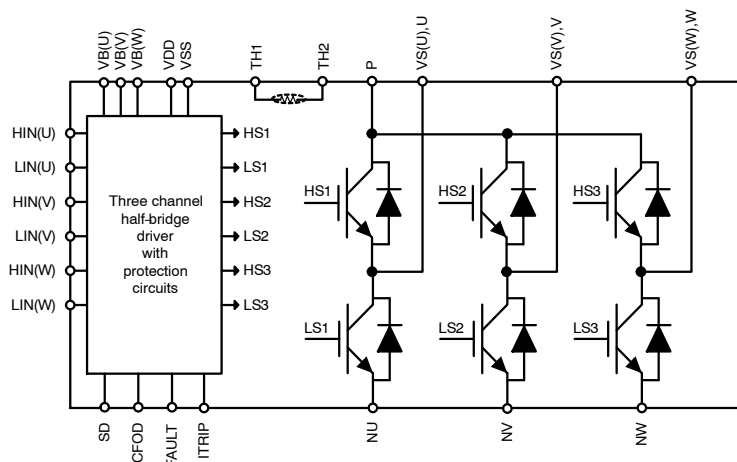 VB(U)
VB(V)
VB(W)
VDD
VSS
TH1
TH2
P
VS(U),U
VS(V),V
VS(W),W
HIN(U)
LIN(U)
HIN(V)
LIN(V)
HIN(W)
LIN(W)
Three channel
half-bridge
driver
with
protection
circuits
HS1
LS1
HS2
LS2
HS3
LS3
HS1
HS2
HS3
LS1
LS2
LS3
SD
CFOD
FAULT
ITRIP
NU
NV
NW